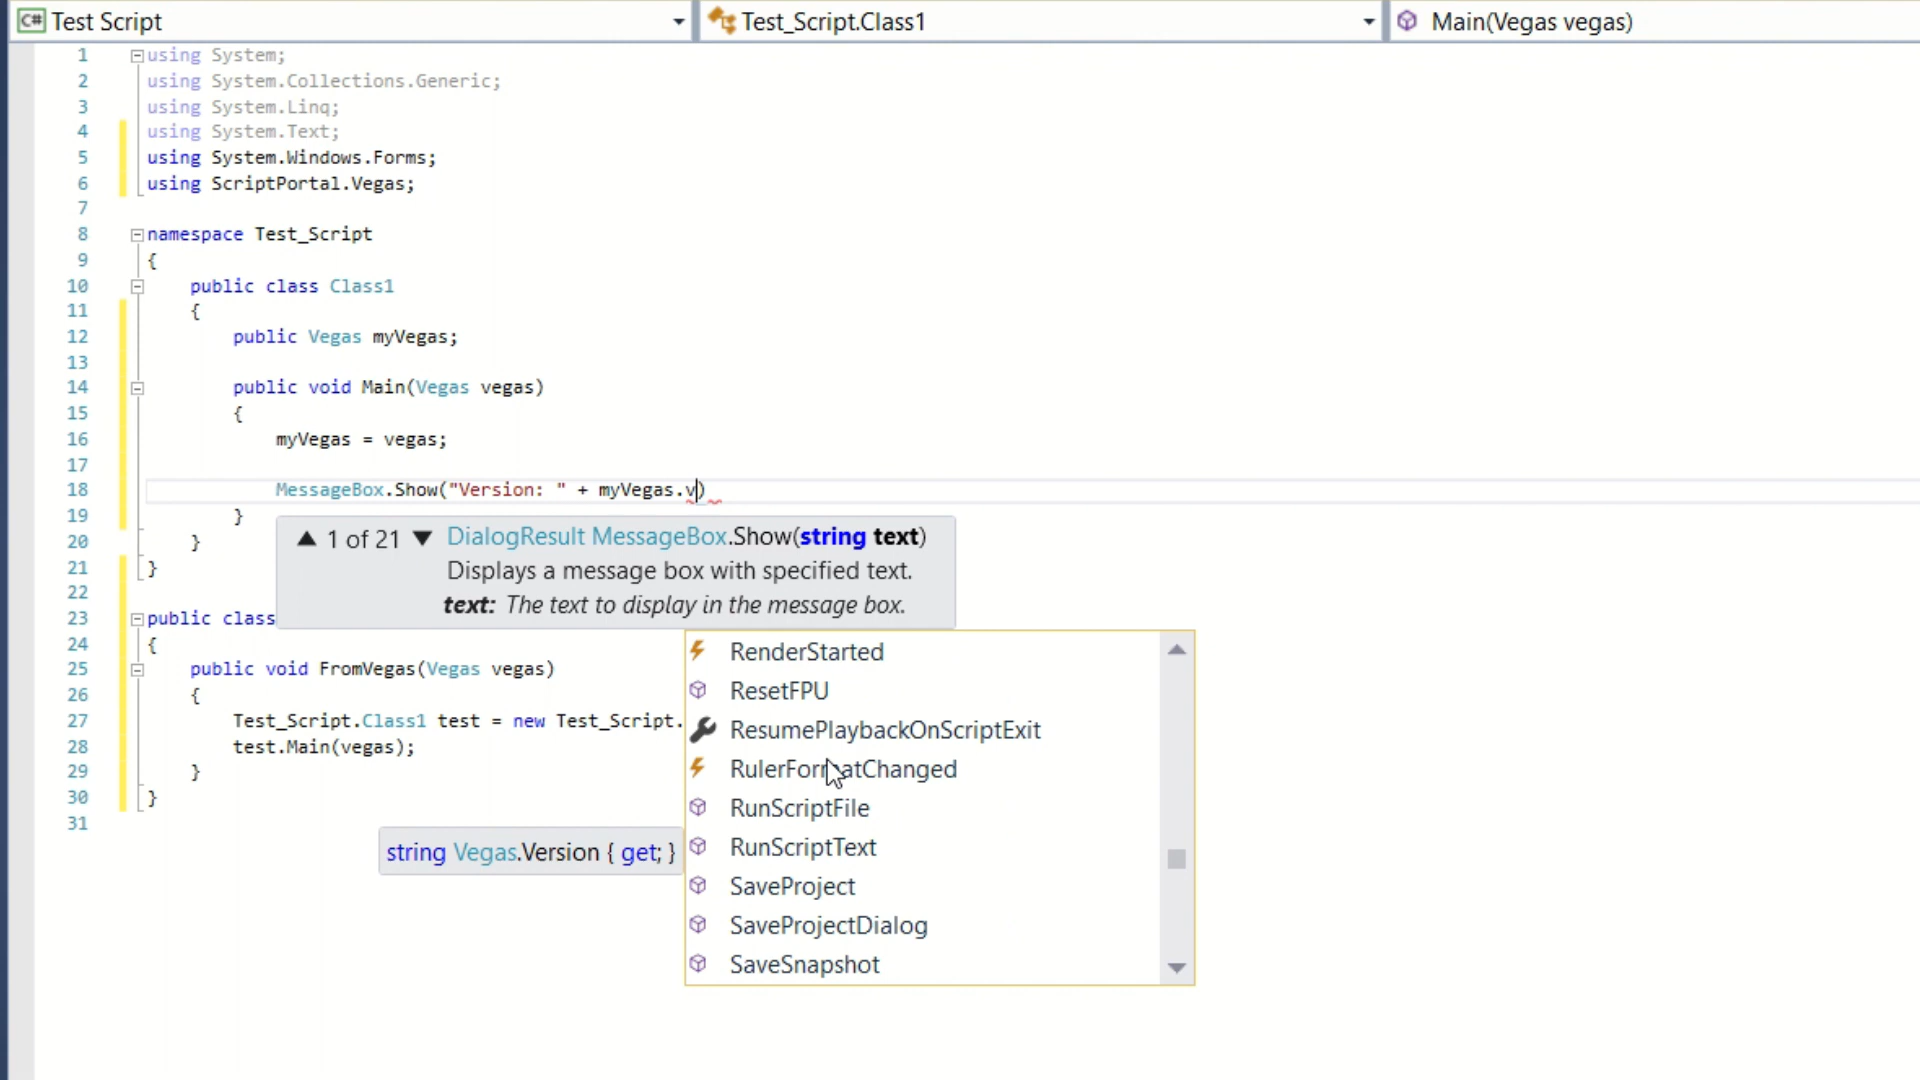 C# Test Script Test_Script.Class1 Main(Vegas vegas)
1 using System;
2 using System.Collections.Generic;
3 using System.Linq;
4 using System.Text;
5 using System.Windows.Forms;
6 using ScriptPortal.Vegas;
7
8 namespace Test_Script
9 {
10 public class Class1
11 {
12 public Vegas myVegas;
13
14 public void Main(Vegas vegas)
15 {
16 myVegas = vegas;
17
18 MessageBox.Show("Version: " + myVegas.v)
19 }
20 }
21 }
22
23 public class
24 {
25 public void FromVegas(Vegas vegas)
26 {
27 Test_Script.Class1 test = new Test_Script.
28 test.Main(vegas);
29 }
30 }
31
▲ 1 of 21 ▼ DialogResult MessageBox.Show(string text)
Displays a message box with specified text.
text: The text to display in the message box.
RenderStarted
ResetFPU
ResumePlaybackOnScriptExit
RulerFormatChanged
RunScriptFile
RunScriptText
SaveProject
SaveProjectDialog
SaveSnapshot
string Vegas.Version { get; }